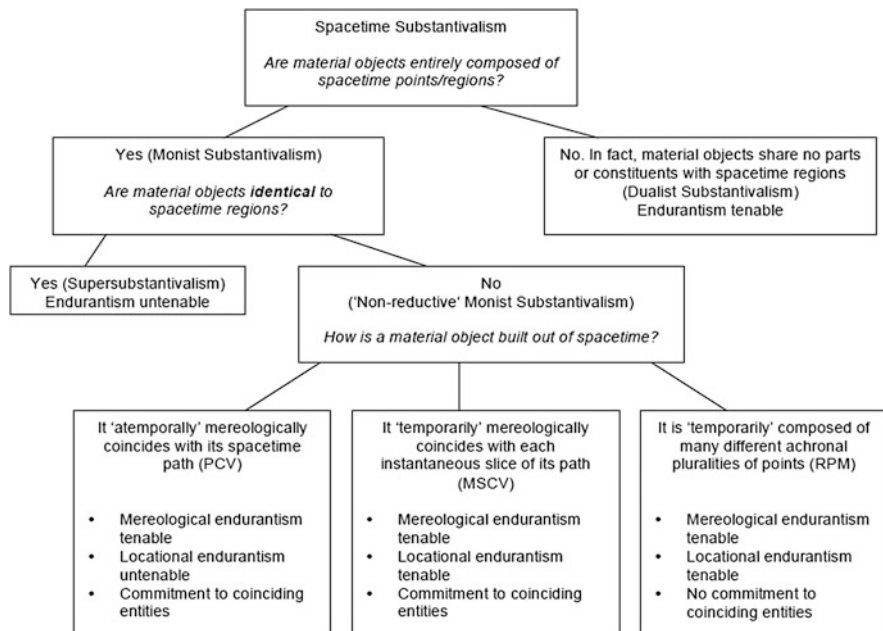 Spacetime Substantivalism
Are material objects entirely composed of
spacetime points/regions?
Yes (Monist Substantivalism)
Are material objects identical to
spacetime regions?
No. In fact, material objects share no parts
or constituents with spacetime regions
(Dualist Substantivalism)
Endurantism tenable
Yes (Supersubstantivalism)
Endurantism untenable
No
('Non-reductive' Monist Substantivalism)
How is a material object built out of spacetime?
It 'atemporally' mereologically
coincides with its spacetime
path (PCV)
• Mereological endurantism
tenable
• Locational endurantism
untenable
• Commitment to coinciding
entities
It 'temporarily' mereologically
coincides with each
instantaneous slice of its path
(MSCV)
• Mereological endurantism
tenable
• Locational endurantism
tenable
• Commitment to coinciding
entities
It is 'temporarily' composed of
many different achronal
pluralities of points (RPM)
• Mereological endurantism
tenable
• Locational endurantism
tenable
• No commitment to
coinciding entities